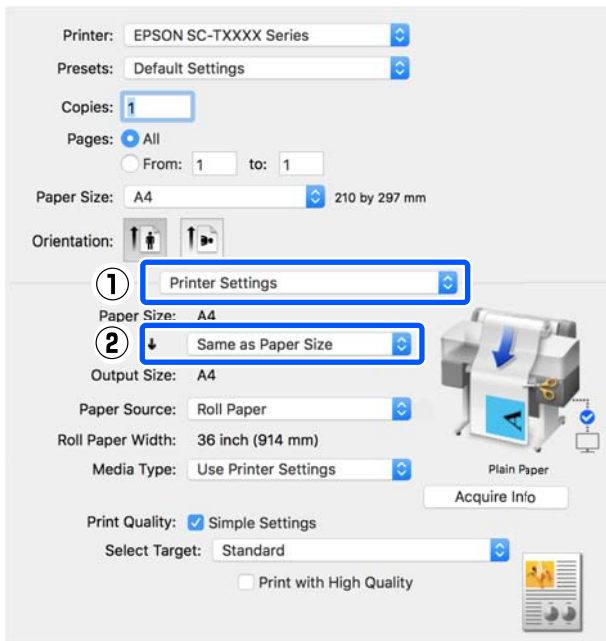 Printer: EPSON SC-TXXXX Series
Presets: Default Settings
Copies: 1
Pages: All
From: 1 to: 1
Paper Size: A4 210 by 297 mm
Orientation:
① Printer Settings
Paper Size: A4
② Same as Paper Size
Output Size: A4
Paper Source: Roll Paper
Roll Paper Width: 36 inch (914 mm)
Media Type: Use Printer Settings
Plain Paper
Acquire Info
Print Quality: Simple Settings
Select Target: Standard
Print with High Quality
A